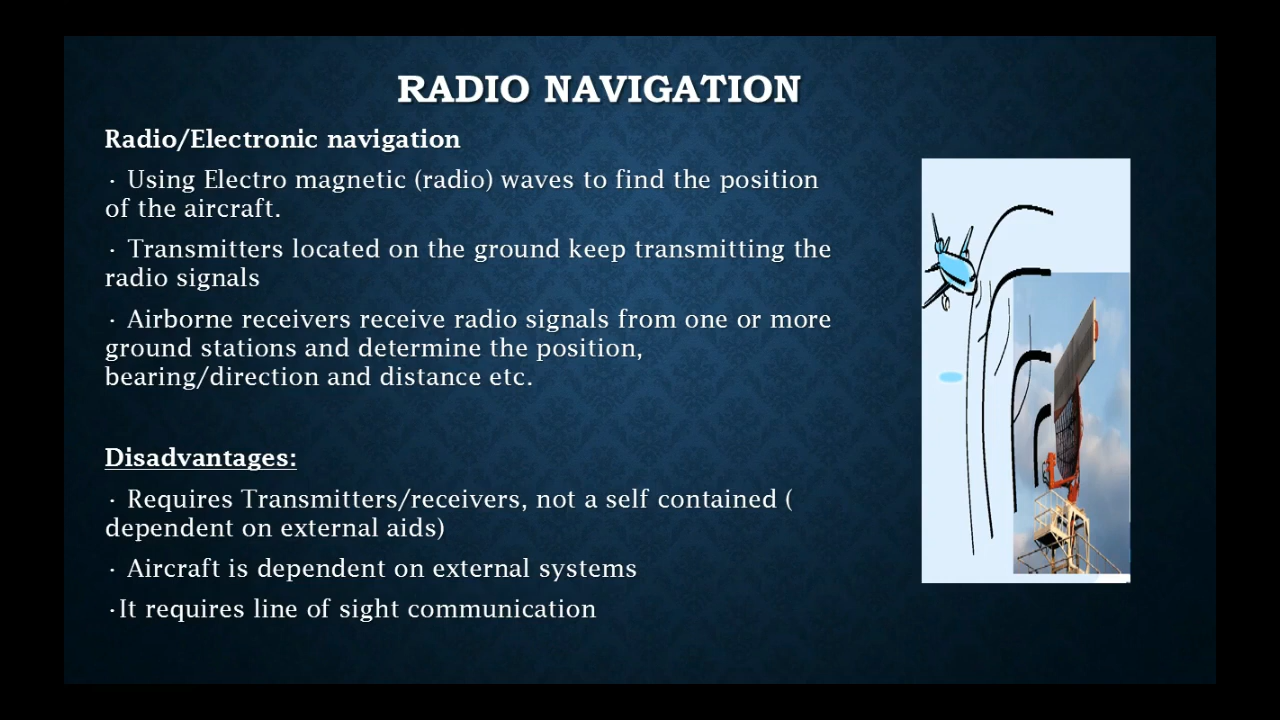 RADIO NAVIGATION
Radio/Electronic navigation
· Using Electro magnetic (radio) waves to find the position
of the aircraft.
· Transmitters located on the ground keep transmitting the
radio signals
· Airborne receivers receive radio signals from one or more
ground stations and determine the position,
bearing/direction and distance etc.
Disadvantages:
· Requires Transmitters/receivers, not a self contained (
dependent on external aids)
· Aircraft is dependent on external systems
·It requires line of sight communication